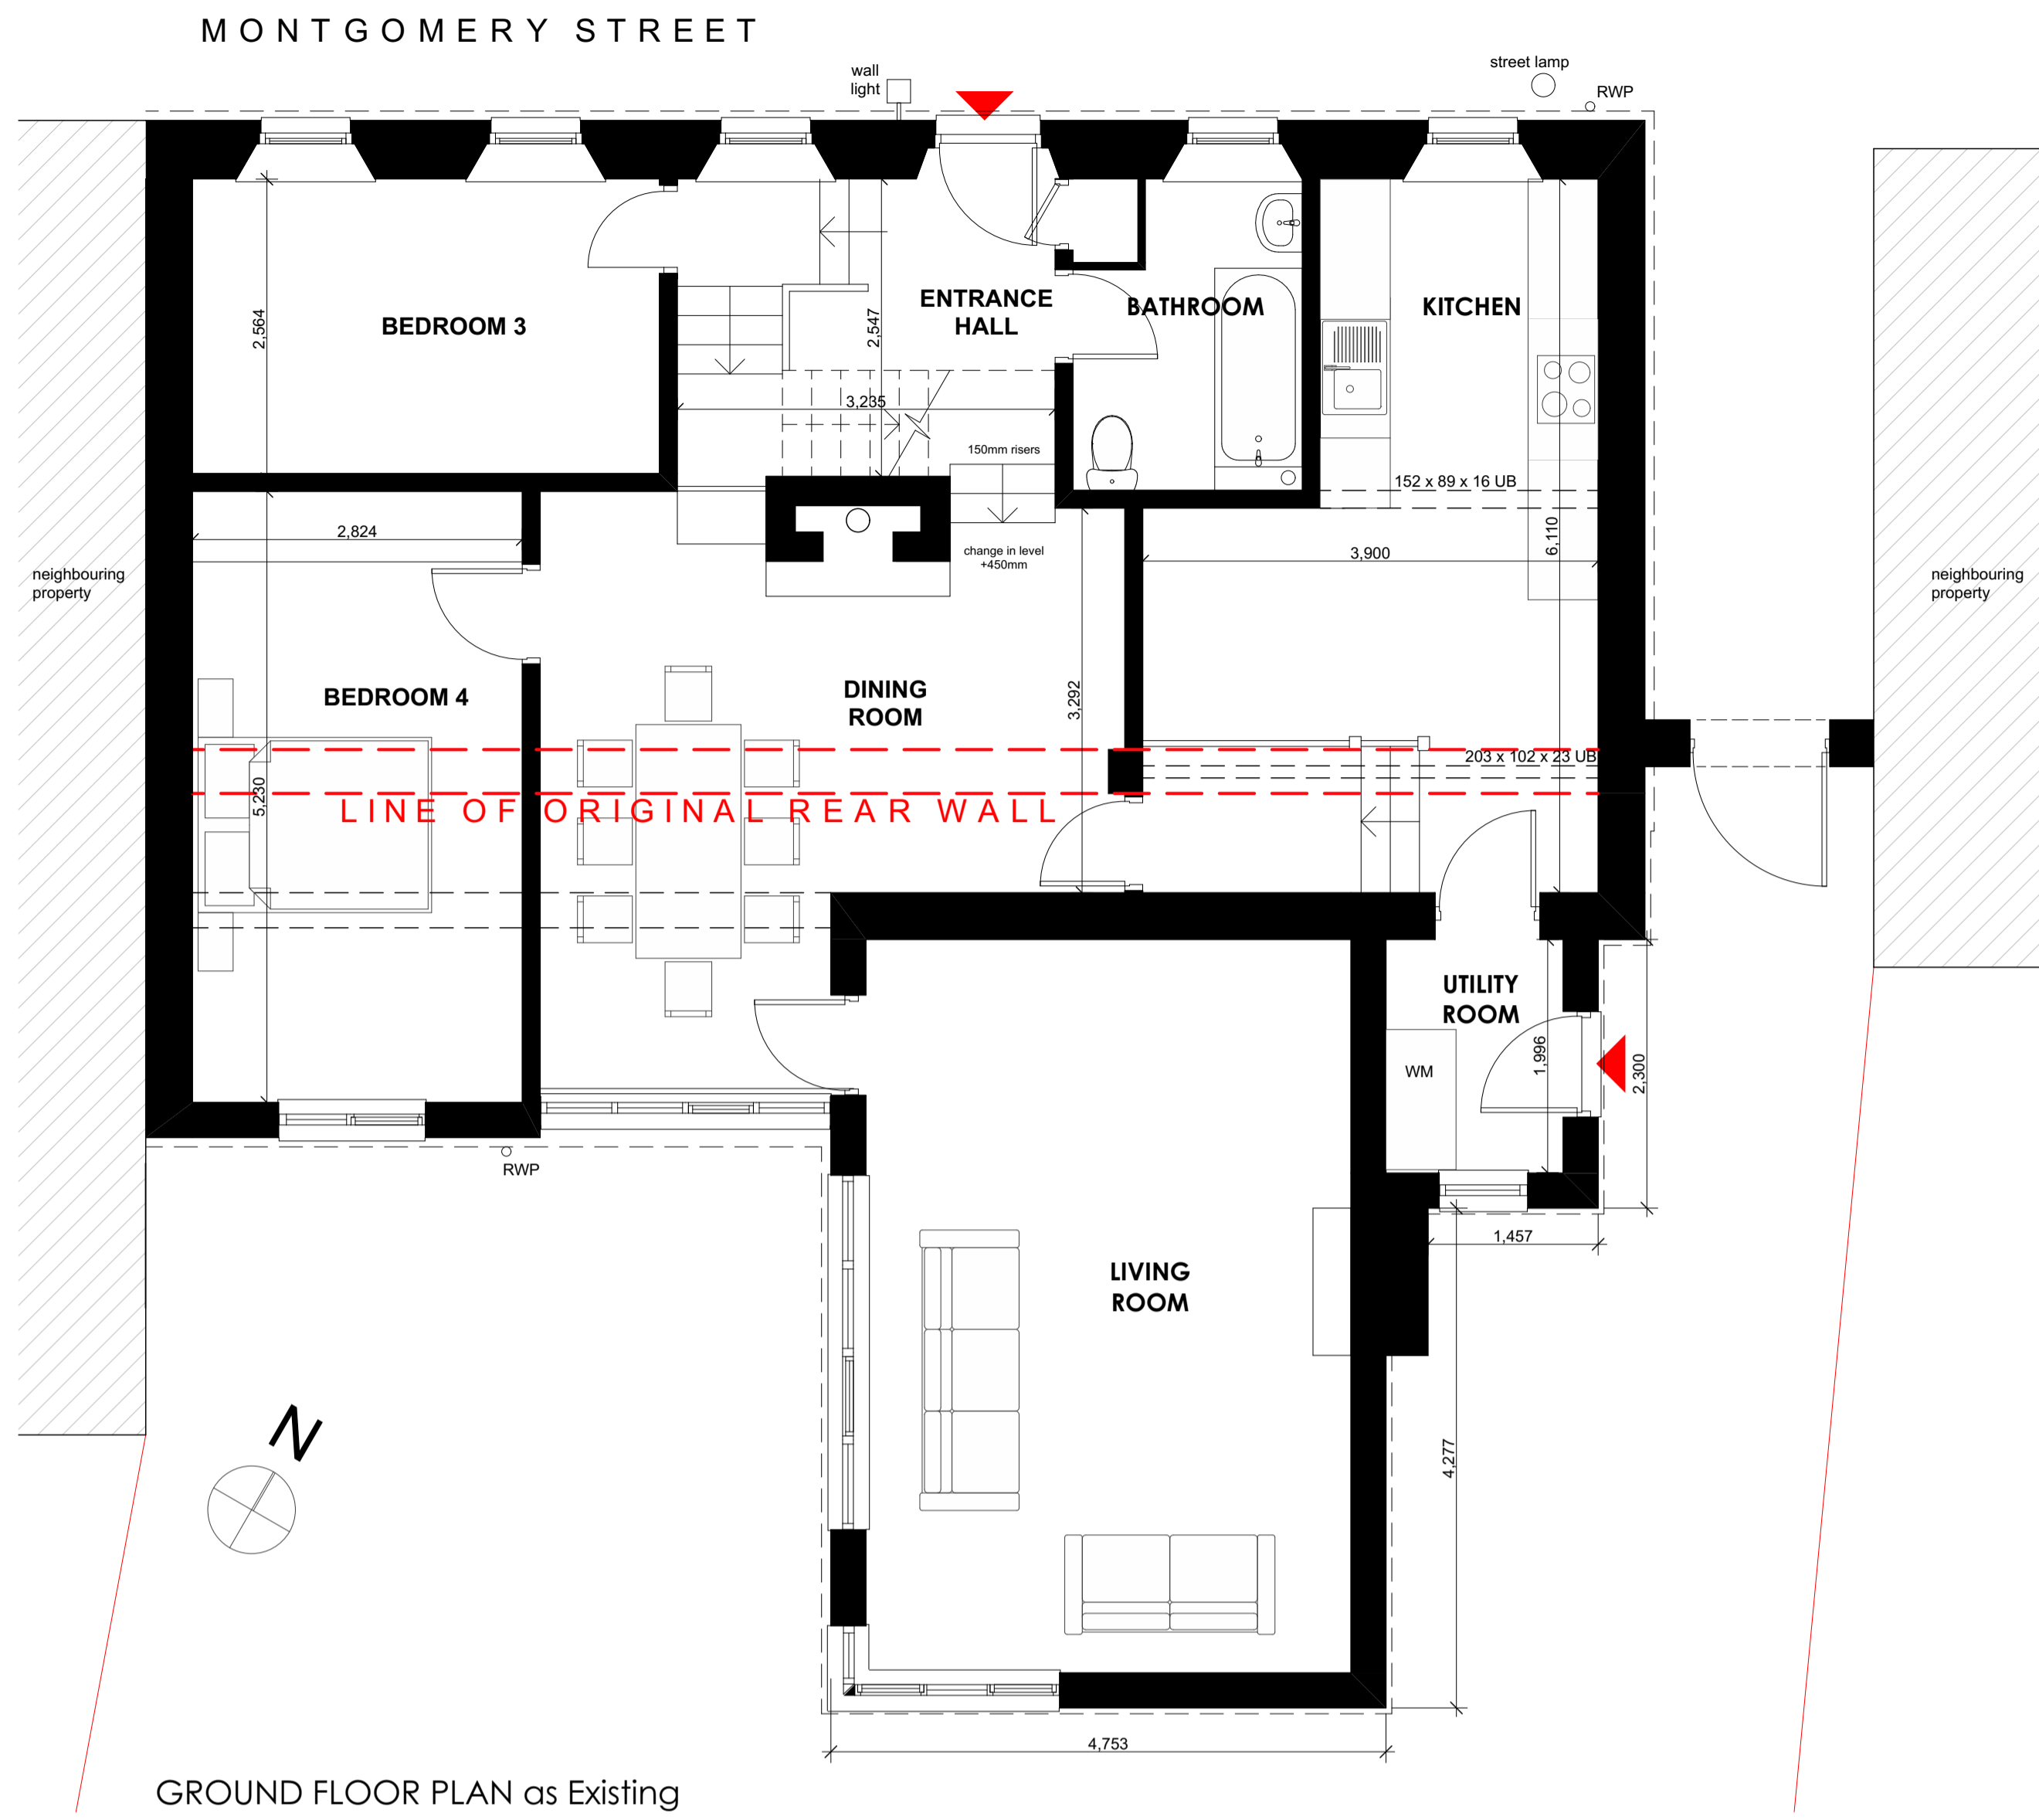 MONTGOMERY STREET
wall
light
street lamp
RWP
ENTRANCE
HALL
BATHROOM
KITCHEN
BEDROOM 3
2,564
2,547
3,235
150mm risers
152 x 89 x 16 UB
2,824
change in level
+450mm
3,900
6,110
neighbouring
property
neighbouring
property
BEDROOM 4
DINING
ROOM
3,292
203 x 102 x 23 UB
5,230
LINE OF ORIGINAL REAR WALL
UTILITY
ROOM
WM
1,996
2,300
RWP
1,457
LIVING
ROOM
N
4,277
4,753
GROUND FLOOR PLAN as Existing